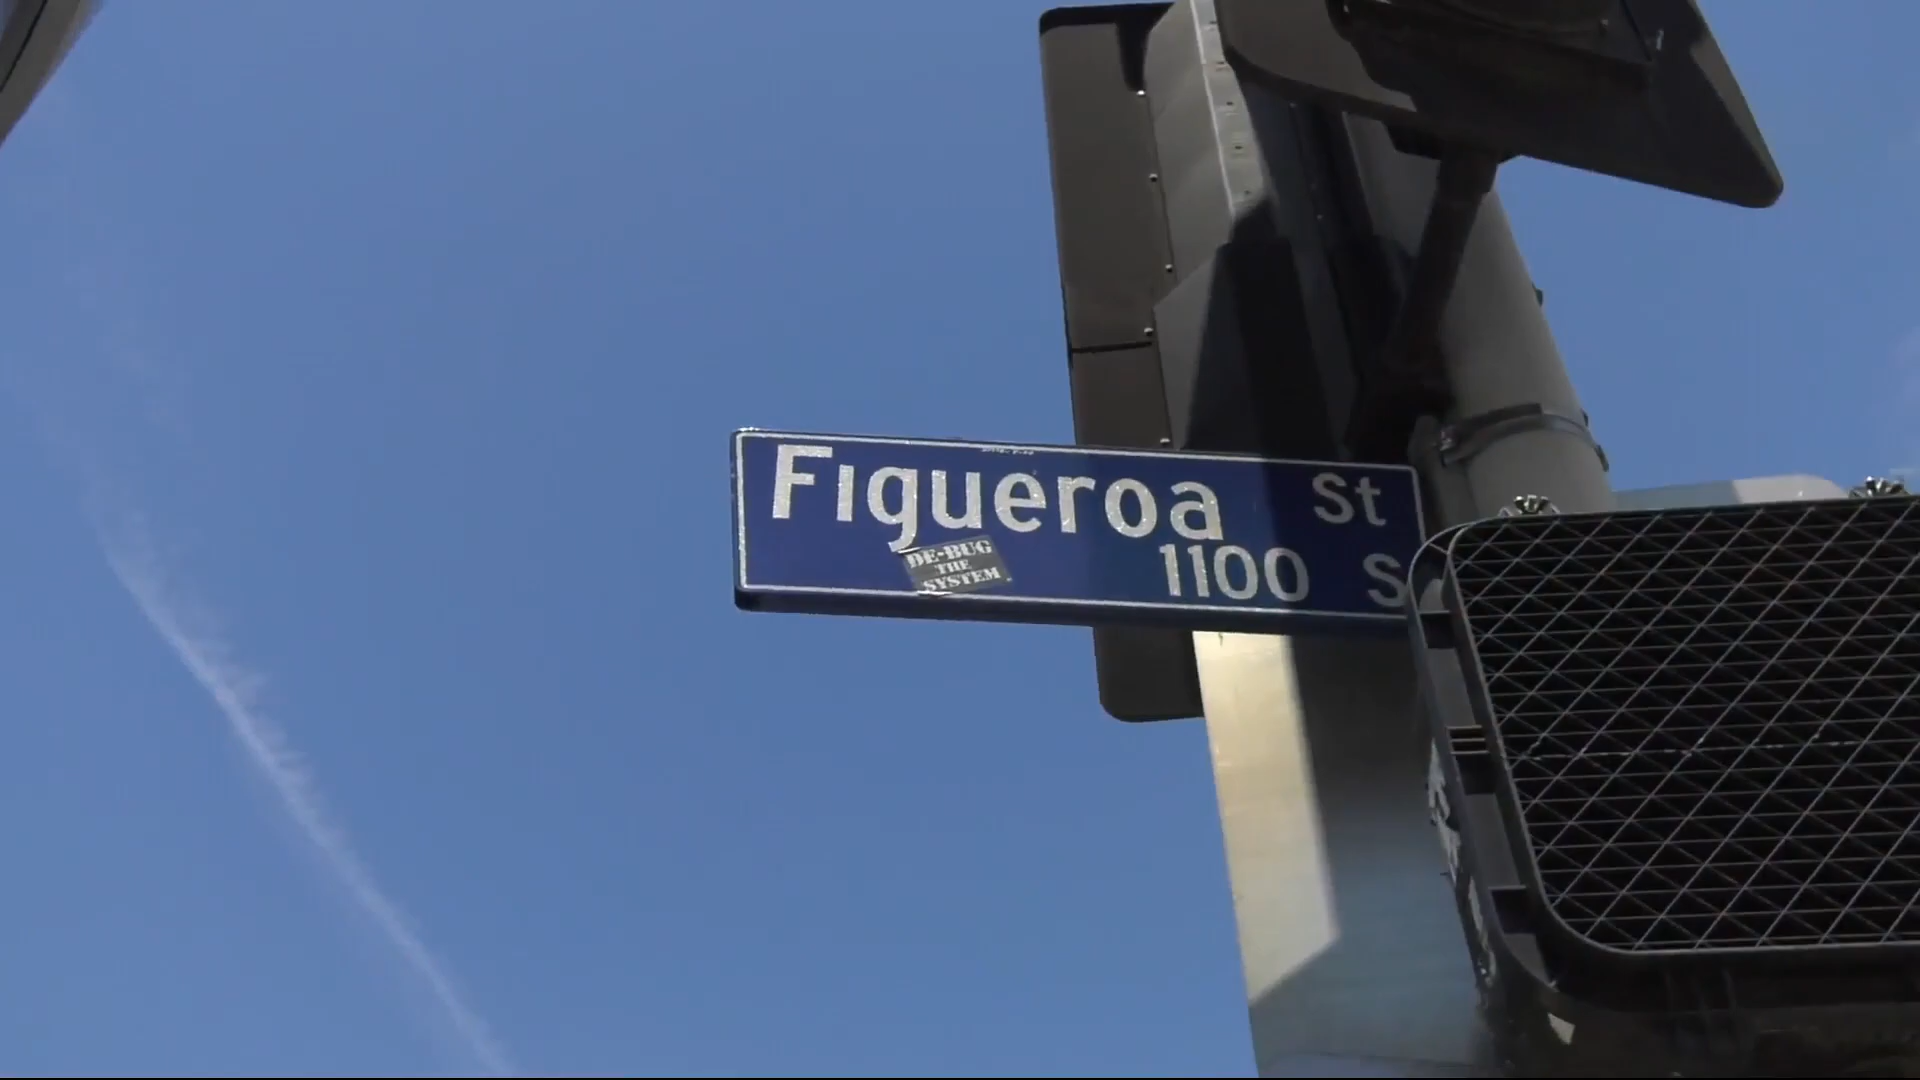 Figueroa St
1100 S
DE-BUG
THE
SYSTEM